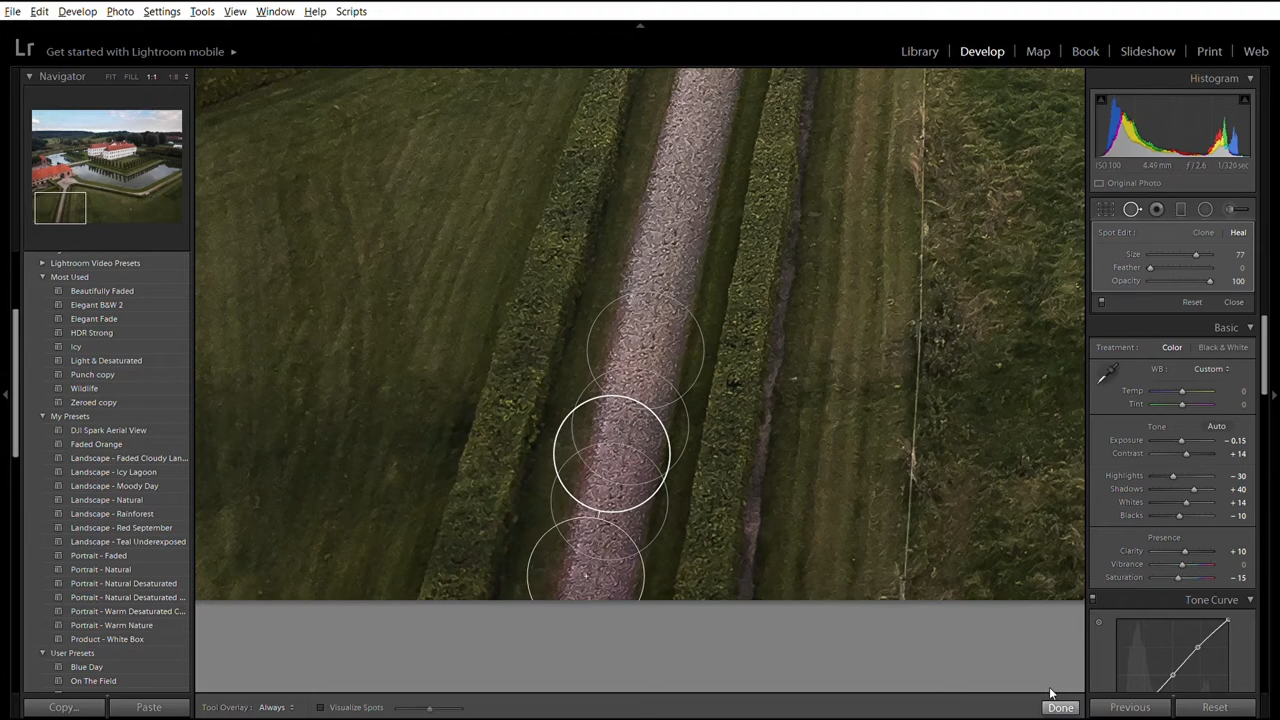 File Edit Develop Photo Settings Tools View Window Help Scripts
Lr Get started with Lightroom mobile
Library Develop Map Book Slideshow Print Web
Navigator FIT FILL 1:1 1:8
Lightroom Video Presets
Most Used
Beautifully Faded
Elegant B&W 2
Elegant Fade
HDR Strong
Icy
Light & Desaturated
Punch copy
Wildlife
Zeroed copy
My Presets
DJI Spark Aerial View
Faded Orange
Landscape - Faded Cloudy Lan...
Landscape - Icy Lagoon
Landscape - Moody Day
Landscape - Natural
Landscape - Rainforest
Landscape - Red September
Landscape - Teal Underexposed
Portrait - Faded
Portrait - Natural
Portrait - Natural Desaturated
Portrait - Natural Desaturated ...
Portrait - Warm Desaturated C...
Portrait - Warm Nature
Product - White Box
User Presets
Blue Day
On The Field
Copy... Paste
Tool Overlay: Always Visualize Spots Done
Histogram
ISO 100 4.49 mm f / 2.6 1/320 sec
Original Photo
Spot Edit : Clone Heal
Size 77
Feather 0
Opacity 100
Reset Close
Basic
Treatment : Color Black & White
WB : Custom
Temp 0
Tint 0
Tone Auto
Exposure - 0.15
Contrast + 14
Highlights - 30
Shadows + 40
Whites + 14
Blacks - 10
Presence
Clarity + 10
Vibrance 0
Saturation - 15
Tone Curve
Previous Reset